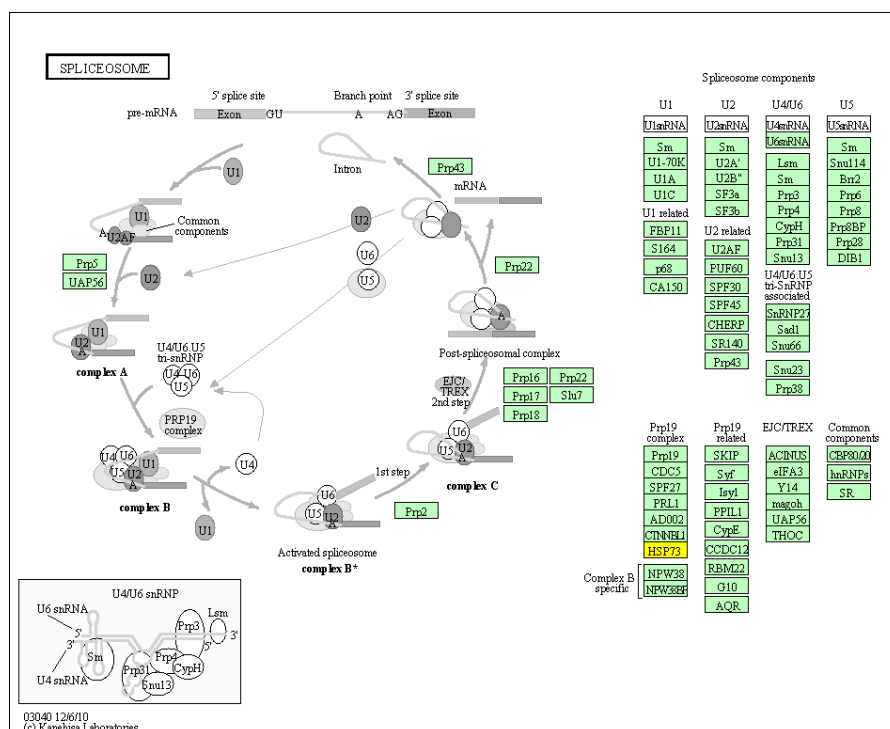 SPLICEOSOME
5' splice site
Branch point
3' splice site
pre-mRNA
Exon
GU
A
AG
Exon
Intron
Prp43
mRNA
U1
U1
A
U2AF
Common
components
U2
U6
U5
Prp5
UAP56
U2
Prp22
A
U1
U2
A
complex A
U4/U6.U5
tri-snRNP
U4
U6
U5
Post-spliceosomal complex
EJC/
TREX
2nd step
Prp16
Prp22
Prp17
Slu7
Prp18
PRP19
complex
U4
U6
U5
U1
U2
A
complex B
U4
U1
U6
U5
U2
A
complex C
1st step
U6
U5
U2
A
Prp2
Activated spliceosome
complex B*
Spliceosome components
U1
U2
U4/U6
U5
U1snRNA
U2snRNA
U4snRNA
U5snRNA
U6snRNA
Sm
U1-70K
U1A
U1C
U1 related
FBP11
S164
p68
CA150
U2A'
U2B"
SF3a
SF3b
U2 related
U2AF
PUF60
SPF30
SPF45
CHERP
SR140
Prp43
Lsm
Sm
Prp3
Prp4
CypH
Prp31
Snu13
U4/U6.U5
tri-SnRNP
associated
SnRNP27
Sad1
Snu66
Snu23
Prp38
Sm
Snu114
Brr2
Prp6
Prp8
Prp8BP
Prp28
DIB1
Sm
Prp19
complex
Prp19
CDC5
SPF27
PRL1
AD002
CTNNBL1
HSP73
Complex B
specific
NPW38
NPW38BP
Prp19
related
SKIP
Syf
Isy1
PPIL1
CypE
CCDC12
RBM22
G10
AQR
EJC/TREX
ACINUS
eIFA3
Y14
magoh
UAP56
THOC
Common
components
CBP80/20
hnRNPs
SR
U4/U6 snRNP
U6 snRNA
5'
3'
U4 snRNA
Sm
Prp3
Lsm
3'
5'
Prp4
CypH
Prp31
Snu13
03040 12/6/10
(c) Kanehisa Laboratories